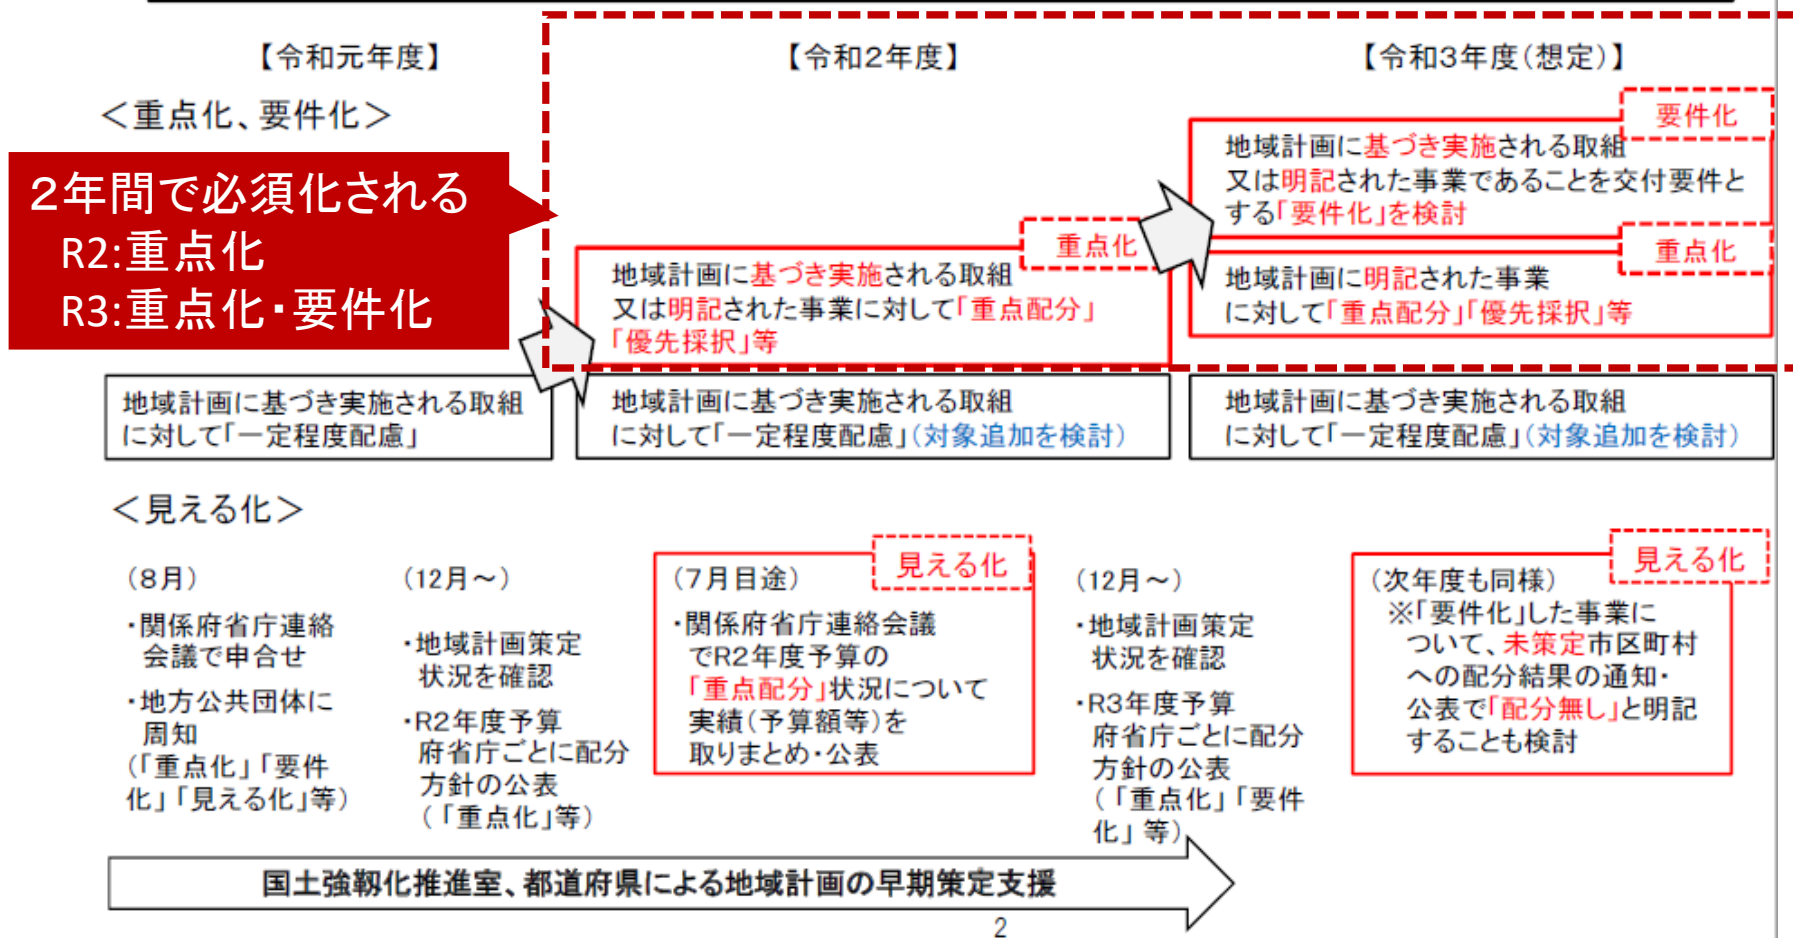 【令和元年度】
【令和2年度】
【令和3年度(想定)】
＜重点化、要件化＞
2年間で必須化される
R2:重点化
R3:重点化・要件化
要件化
地域計画に基づき実施される取組
又は明記された事業であることを交付要件と
する「要件化」を検討
重点化
地域計画に基づき実施される取組
又は明記された事業に対して「重点配分」
「優先採択」等
重点化
地域計画に明記された事業
に対して「重点配分」「優先採択」等
地域計画に基づき実施される取組
に対して「一定程度配慮」
地域計画に基づき実施される取組
に対して「一定程度配慮」(対象追加を検討)
地域計画に基づき実施される取組
に対して「一定程度配慮」(対象追加を検討)
＜見える化＞
(8月)
・関係府省庁連絡
会議で申合せ
・地方公共団体に
周知
(「重点化」「要件
化」「見える化」等)
(12月～)
・地域計画策定
状況を確認
・R2年度予算
府省庁ごとに配分
方針の公表
(「重点化」等)
見える化
(7月目途)
・関係府省庁連絡会議
でR2年度予算の
「重点配分」状況について
実績(予算額等)を
取りまとめ・公表
(12月～)
・地域計画策定
状況を確認
・R3年度予算
府省庁ごとに配分
方針の公表
(「重点化」「要件
化」等)
見える化
(次年度も同様)
※「要件化」した事業に
ついて、未策定市区町村
への配分結果の通知・
公表で「配分無し」と明記
することも検討
国土強靱化推進室、都道府県による地域計画の早期策定支援
2